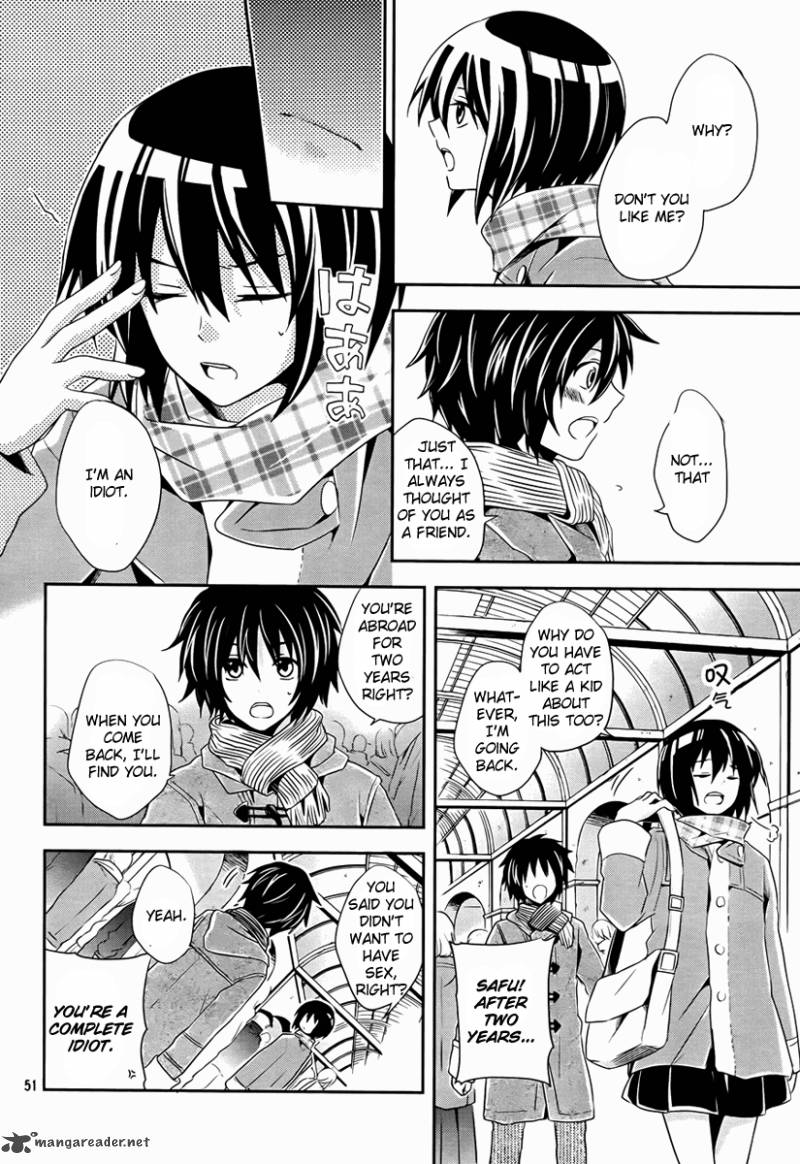 WHY?
DON'T YOU
LIKE ME?
はあぁ
I'M AN
IDIOT.
NOT...
THAT
JUST
THAT... I
ALWAYS
THOUGHT
OF YOU AS
A FRIEND.
WHY DO
YOU HAVE
TO ACT
LIKE A KID
ABOUT
THIS TOO?
WHAT-
EVER,
I'M
GOING
BACK.
叹
气
SAFU!
AFTER
TWO
YEARS...
YOU'RE
ABROAD
FOR
TWO
YEARS
RIGHT?
WHEN YOU
COME
BACK, I'LL
FIND YOU.
YOU
SAID YOU
DIDN'T
WANT TO
HAVE
SEX,
RIGHT?
YEAH.
YOU'RE A
COMPLETE
IDIOT.
51
mangareader.net